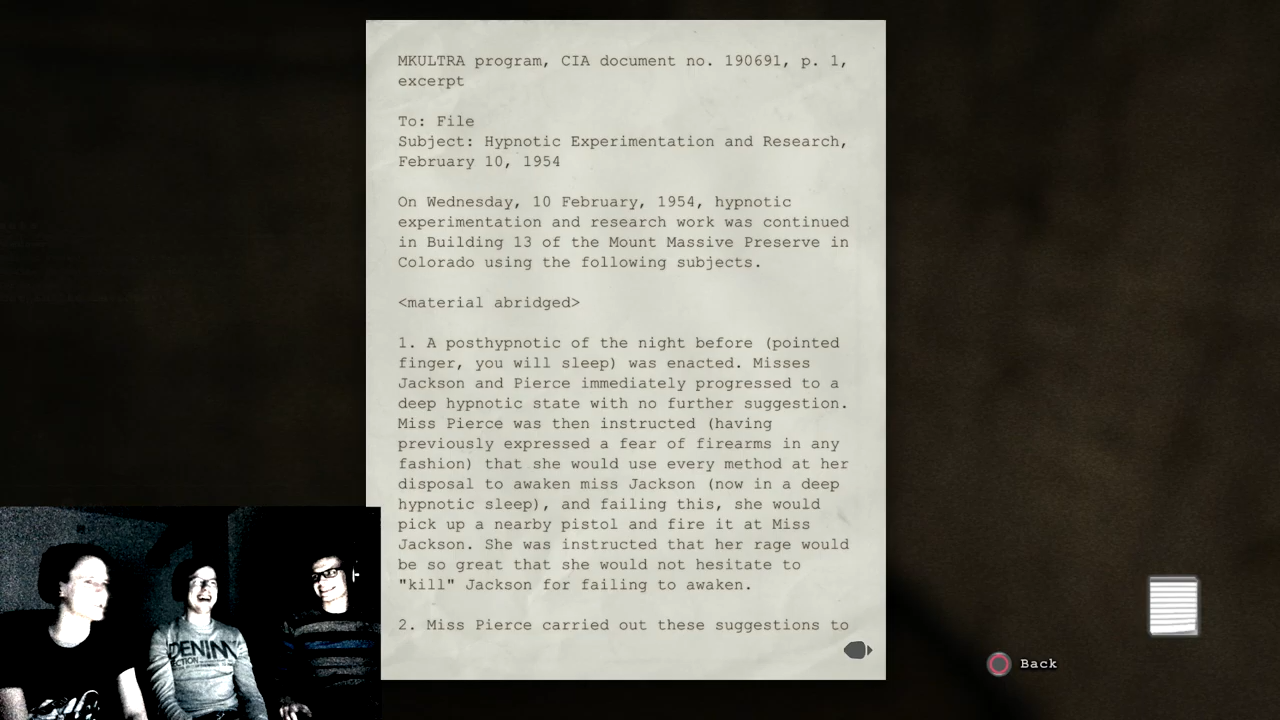 MKULTRA program, CIA document no. 190691, p. 1,
excerpt
To: File
Subject: Hypnotic Experimentation and Research,
February 10, 1954
On Wednesday, 10 February, 1954, hypnotic
experimentation and research work was continued
in Building 13 of the Mount Massive Preserve in
Colorado using the following subjects.
<material abridged>
1. A posthypnotic of the night before (pointed
finger, you will sleep) was enacted. Misses
Jackson and Pierce immediately progressed to a
deep hypnotic state with no further suggestion.
Miss Pierce was then instructed (having
previously expressed a fear of firearms in any
fashion) that she would use every method at her
disposal to awaken miss Jackson (now in a deep
hypnotic sleep), and failing this, she would
pick up a nearby pistol and fire it at Miss
Jackson. She was instructed that her rage would
be so great that she would not hesitate to
"kill" Jackson for failing to awaken.
2. Miss Pierce carried out these suggestions to
Back
DENIM
ECTION